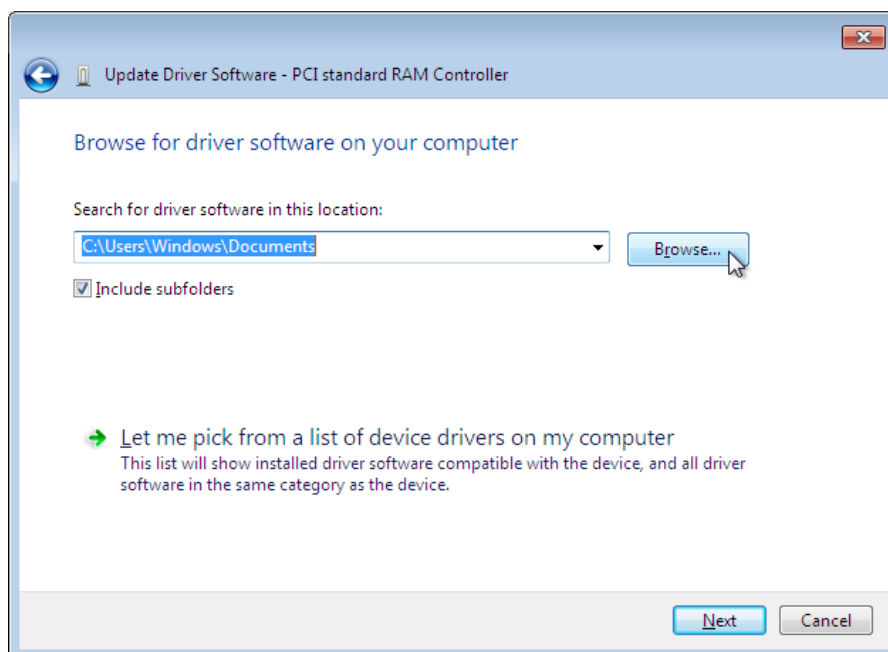 Update Driver Software - PCI standard RAM Controller
Browse for driver software on your computer
Search for driver software in this location:
C:\Users\Windows\Documents
Browse...
Include subfolders
Let me pick from a list of device drivers on my computer
This list will show installed driver software compatible with the device, and all driver
software in the same category as the device.
Next
Cancel